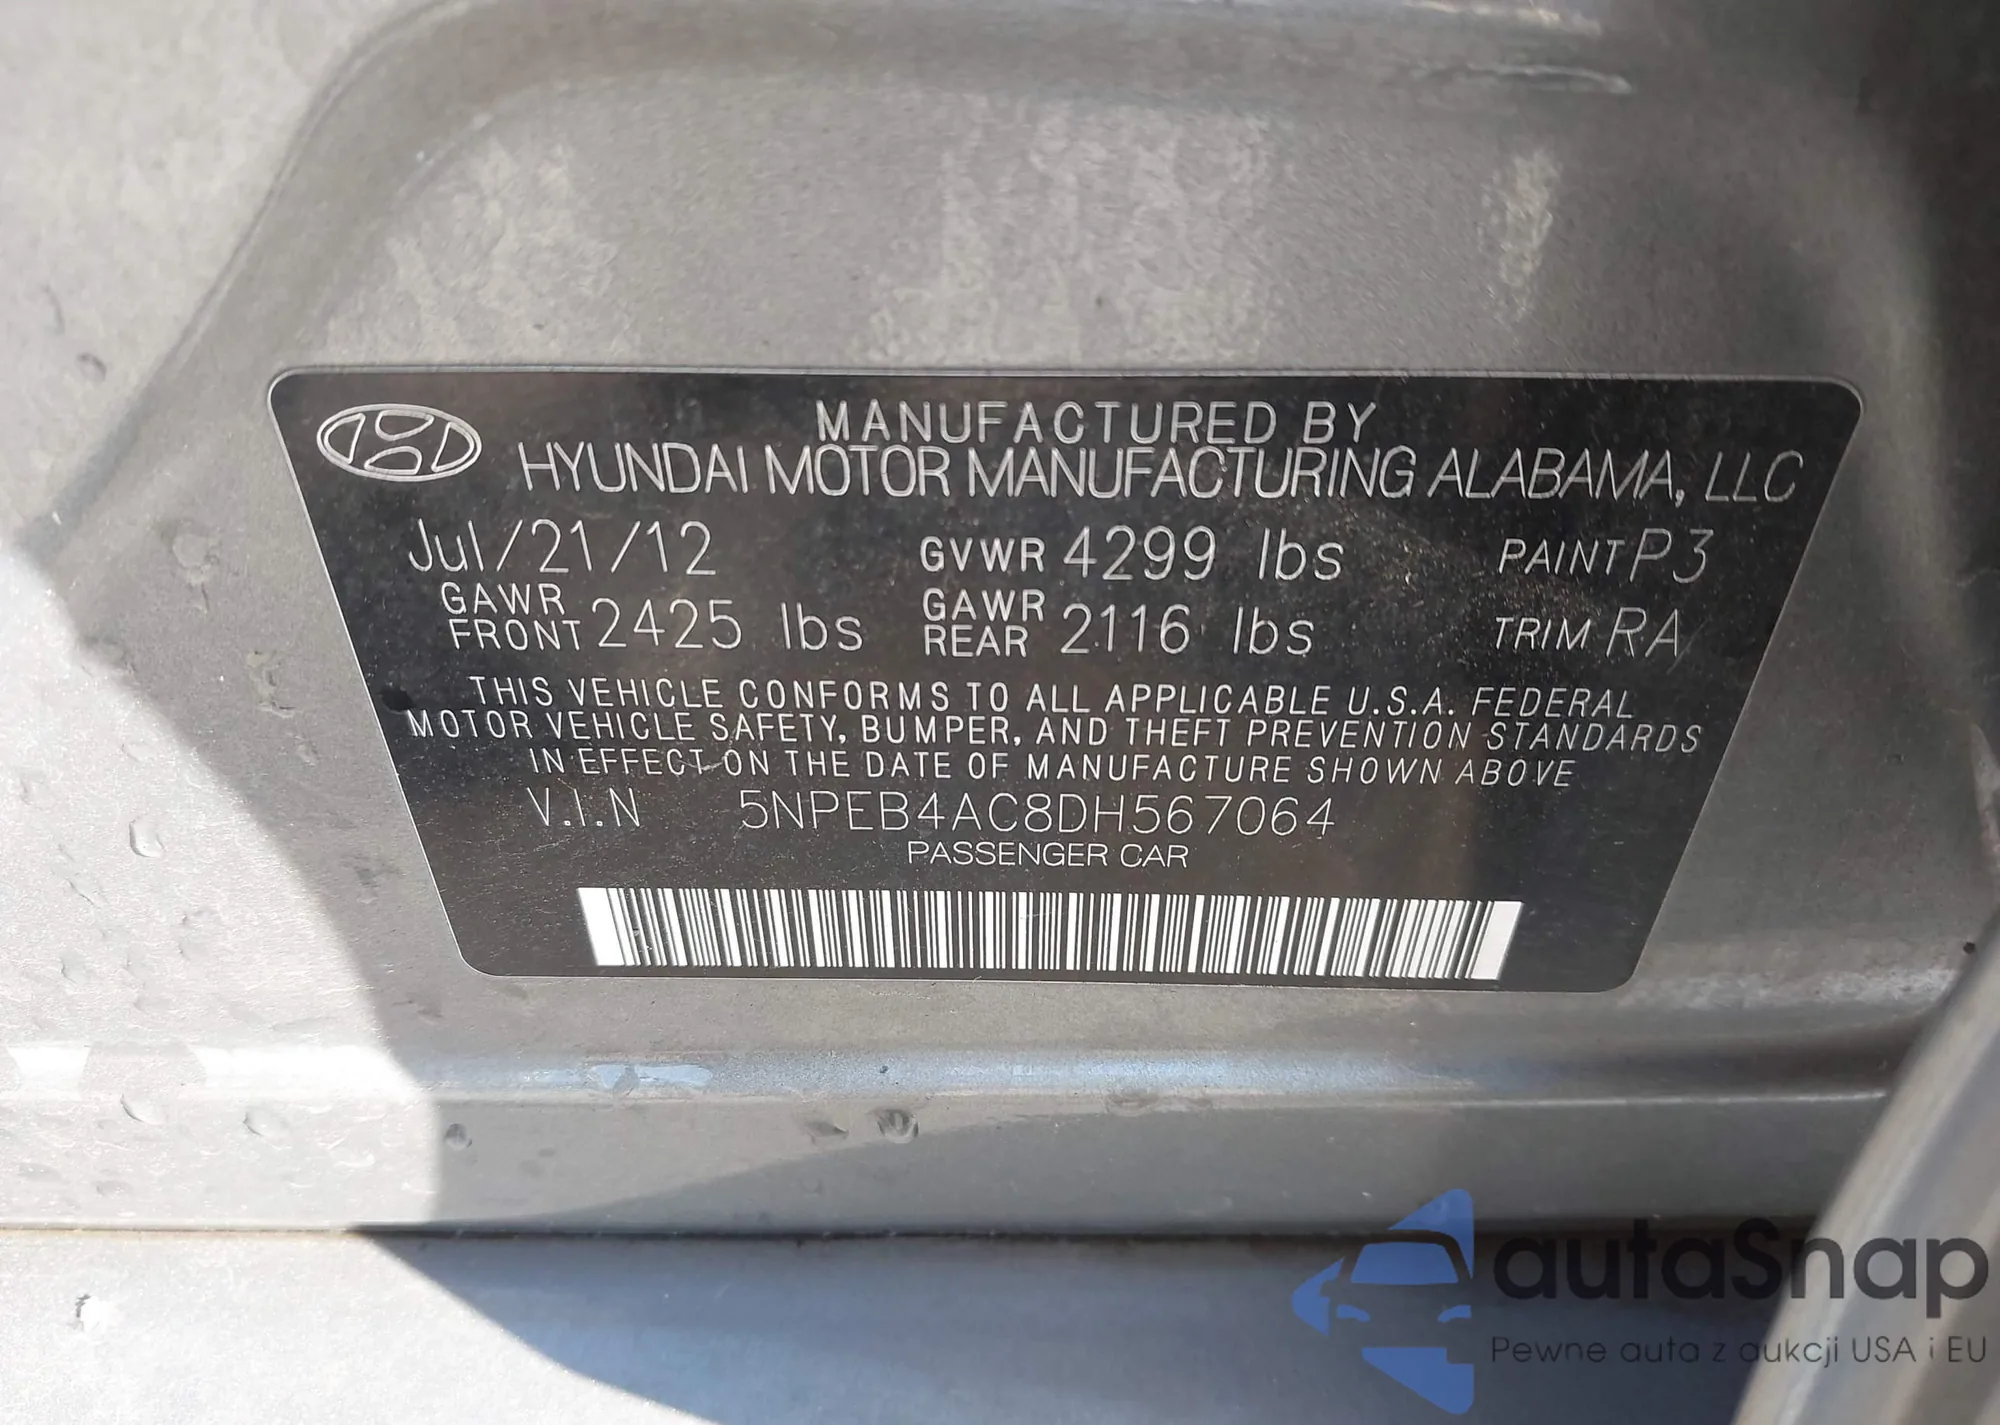 MANUFACTURED BY
HYUNDAI MOTOR MANUFACTURING ALABAMA, LLC
Jul/21/12 GVWR 4299 lbs PAINT P3
GAWR FRONT 2425 lbs GAWR REAR 2116 lbs TRIM RA
THIS VEHICLE CONFORMS TO ALL APPLICABLE U.S.A. FEDERAL
MOTOR VEHICLE SAFETY, BUMPER, AND THEFT PREVENTION STANDARDS
IN EFFECT ON THE DATE OF MANUFACTURE SHOWN ABOVE
V.I.N 5NPEB4AC8DH567064
PASSENGER CAR
autaSnap
Pewne auta z aukcji USA i EU